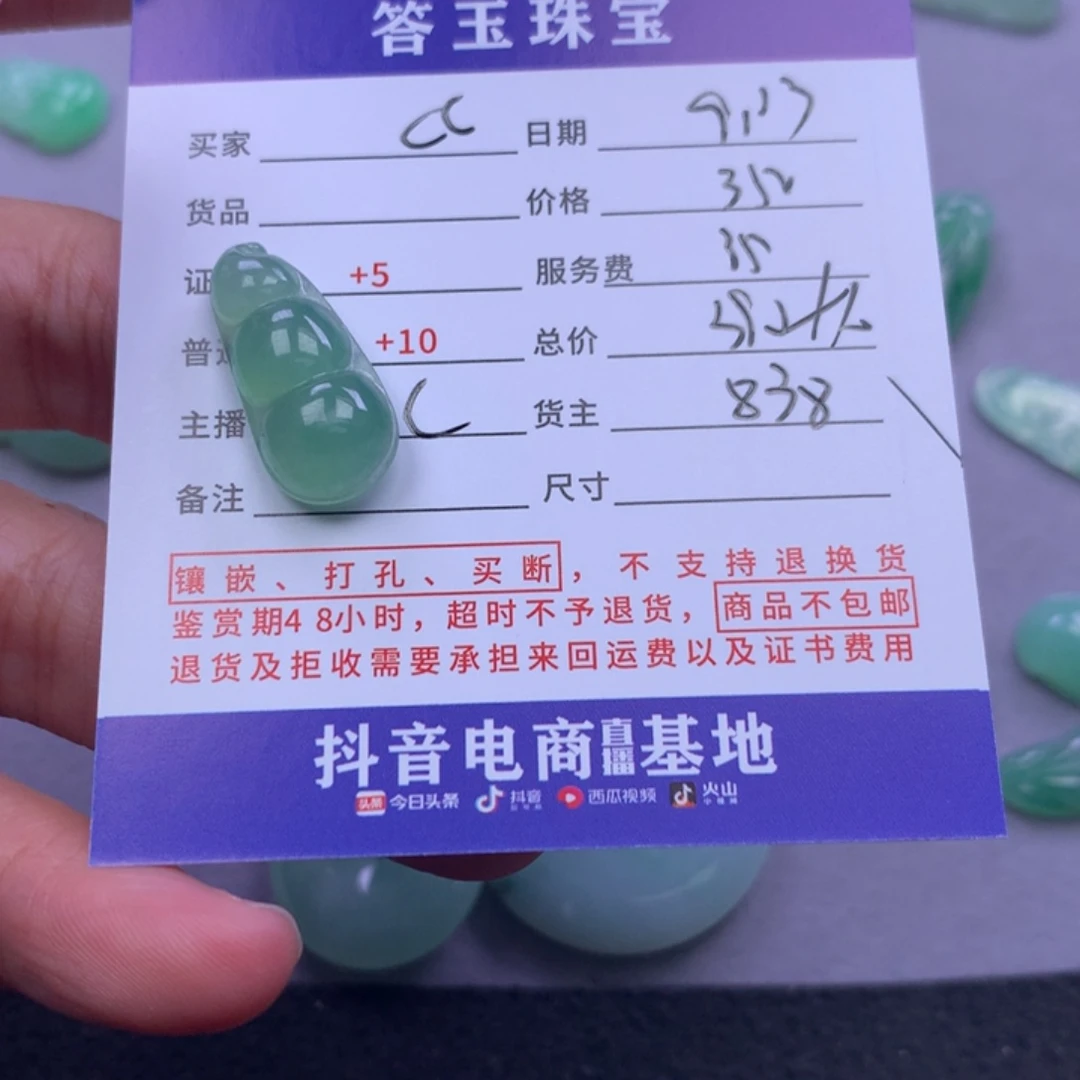 答玉珠宝
买家 cc 日期 9.13
货品 价格 352
证 +5 服务费 35
普通 +10 总价
主播 C 货主 838
备注 尺寸
镶嵌、打孔、买断，不支持退换货
鉴赏期48小时，超时不予退货，商品不包邮
退货及拒收需要承担来回运费以及证书费用
抖音电商直播基地
头条 今日头条 抖音 西瓜视频 火山